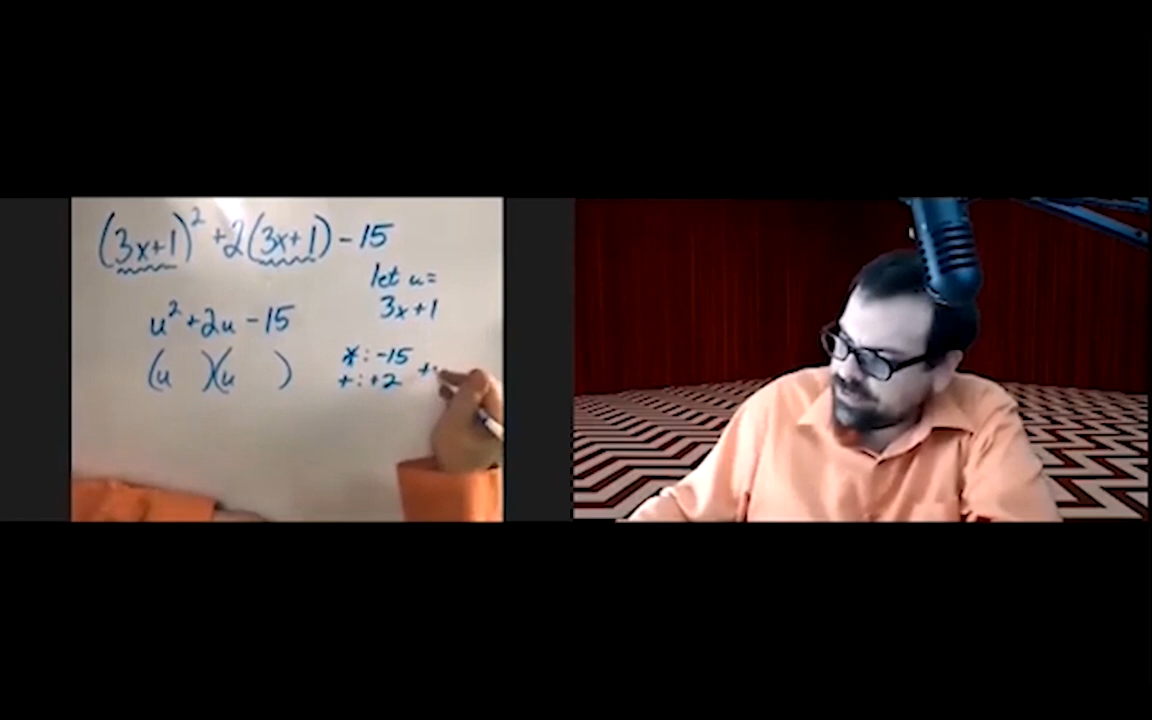 (3x+1)² +2(3x+1) -15
let u=
3x+1
u² +2u -15
(u )(u )
*: -15
+: +2 +